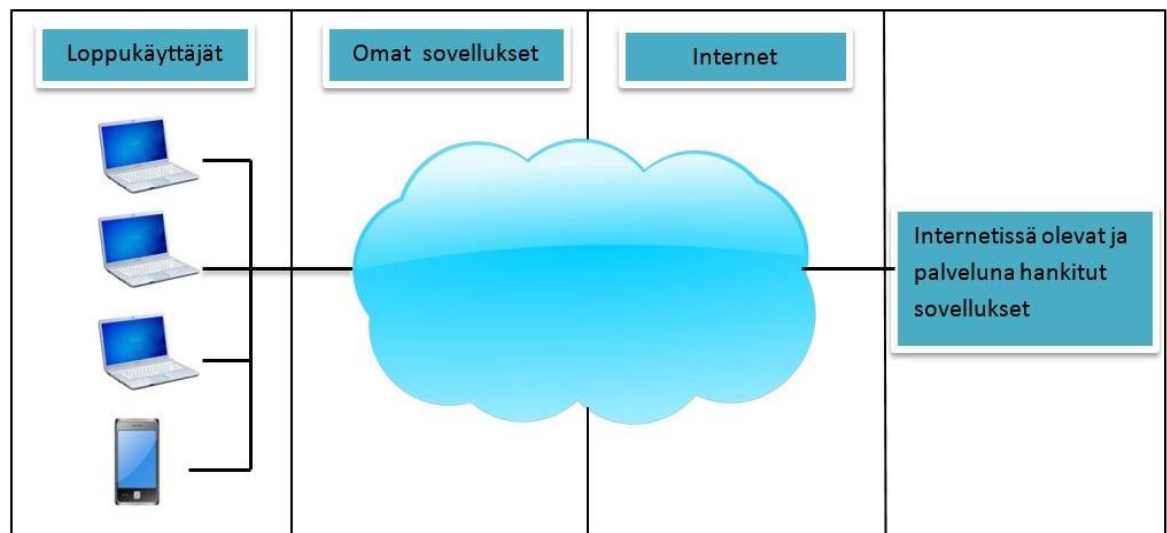 Loppukäyttäjät
Omat sovellukset
Internet
Internetissä olevat ja
palveluna hankitut
sovellukset